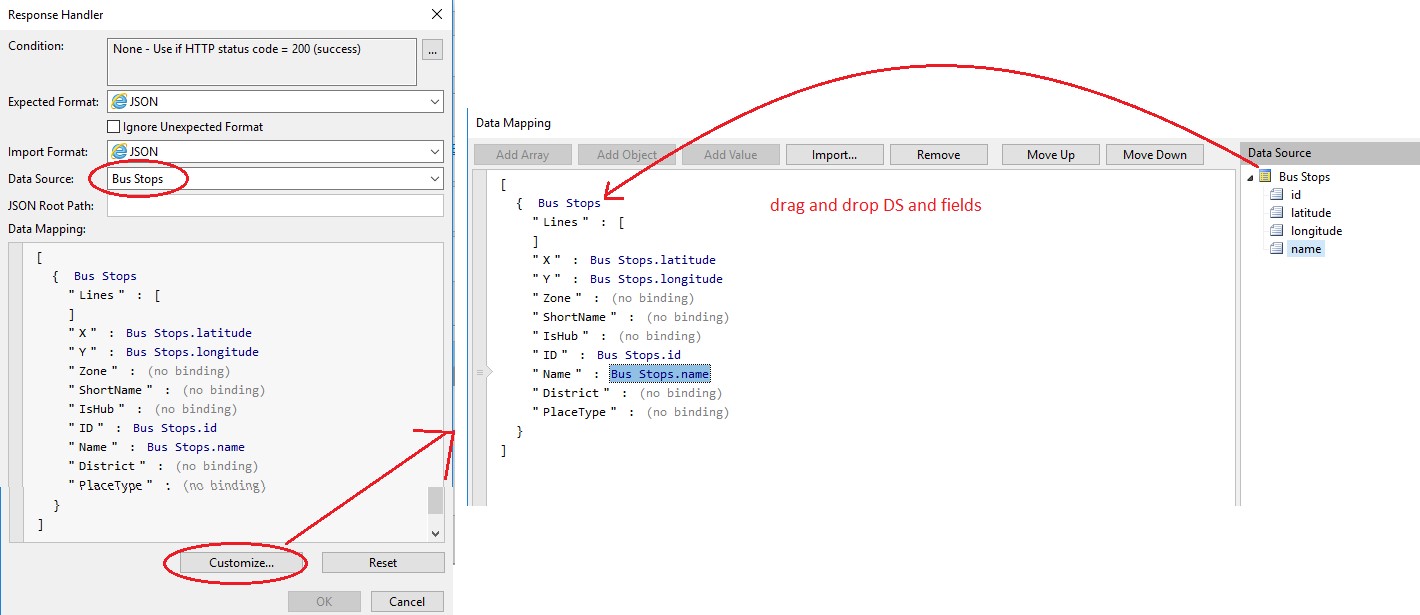 Response Handler
Condition:
None - Use if HTTP status code = 200 (success)
...
Expected Format:
JSON
Ignore Unexpected Format
Import Format:
JSON
Data Source:
Bus Stops
JSON Root Path:
Data Mapping:
[
{ Bus Stops
"Lines" : [
]
"X" : Bus Stops.latitude
"Y" : Bus Stops.longitude
"Zone" : (no binding)
"ShortName" : (no binding)
"IsHub" : (no binding)
"ID" : Bus Stops.id
"Name" : Bus Stops.name
"District" : (no binding)
"PlaceType" : (no binding)
}
]
Customize...
Reset
OK
Cancel
Data Mapping
Add Array
Add Object
Add Value
Import...
Remove
Move Up
Move Down
[
{ Bus Stops
"Lines" : [
]
"X" : Bus Stops.latitude
"Y" : Bus Stops.longitude
"Zone" : (no binding)
"ShortName" : (no binding)
"IsHub" : (no binding)
"ID" : Bus Stops.id
"Name" : Bus Stops.name
"District" : (no binding)
"PlaceType" : (no binding)
}
]
drag and drop DS and fields
Data Source
Bus Stops
id
latitude
longitude
name